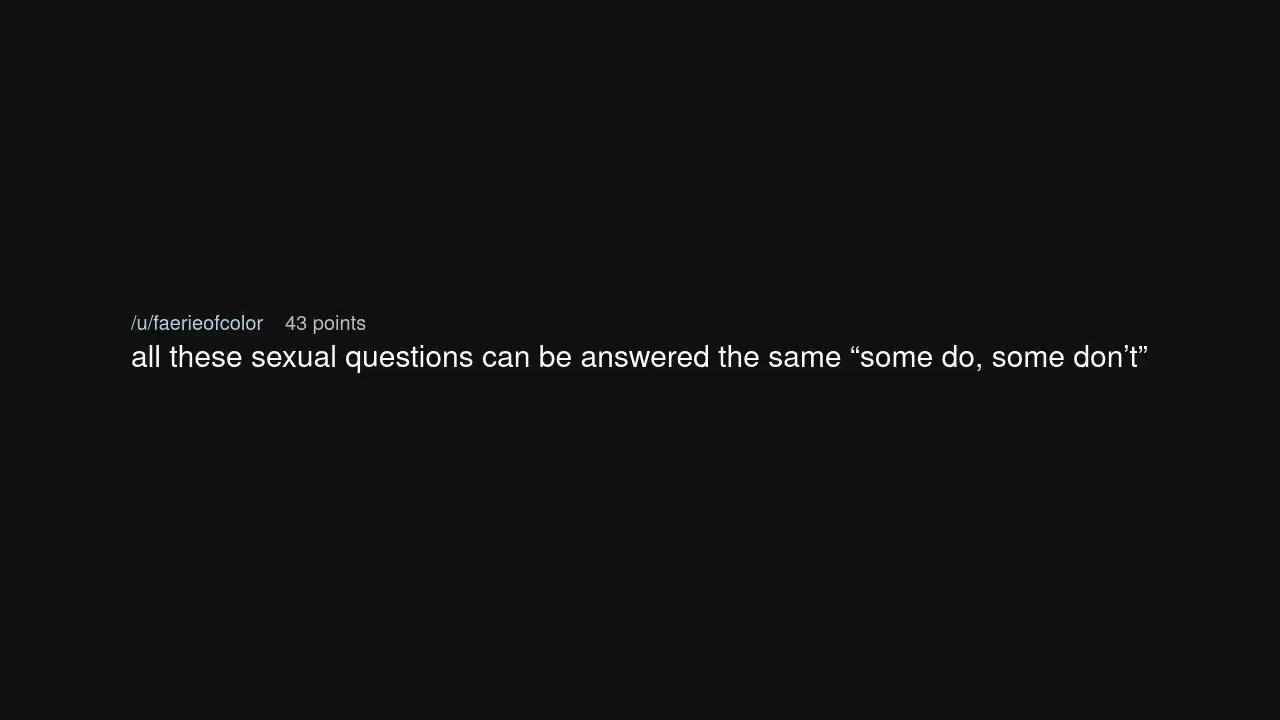 /u/faerieofcolor 43 points
all these sexual questions can be answered the same “some do, some don’t”